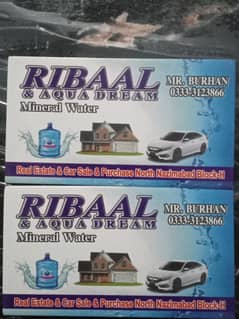 RIBAAL
& AQUA DREAM
Mineral Water
MR. BURHAN
0333-3123866
Real Estate & Car Sale & Purchase North Nazimabad Block-H
RIBAAL
& AQUA DREAM
Mineral Water
MR. BURHAN
0333-3123866
Real Estate & Car Sale & Purchase North Nazimabad Block-H